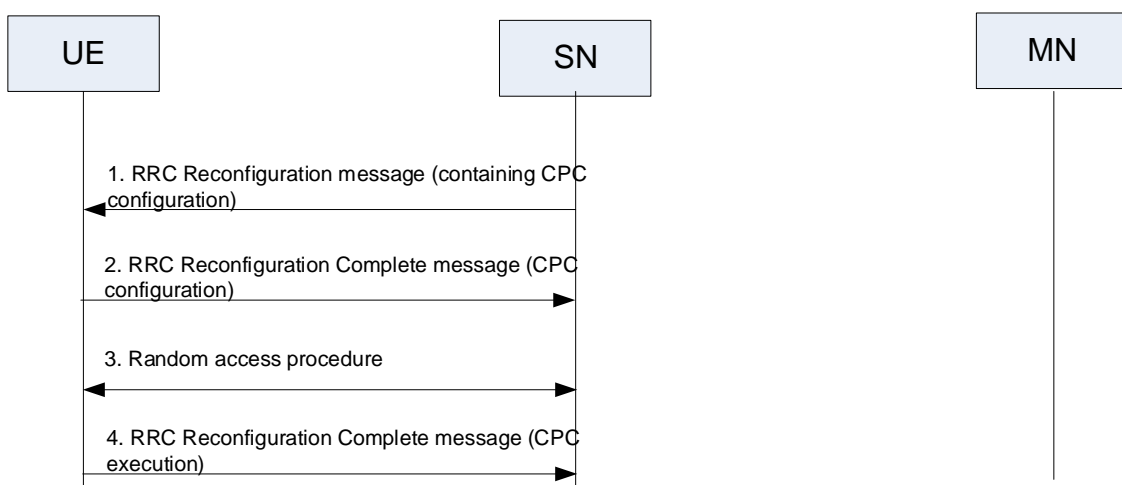 UE
SN
MN
1. RRC Reconfiguration message (containing CPC
configuration)
2. RRC Reconfiguration Complete message (CPC
configuration)
3. Random access procedure
4. RRC Reconfiguration Complete message (CPC
execution)